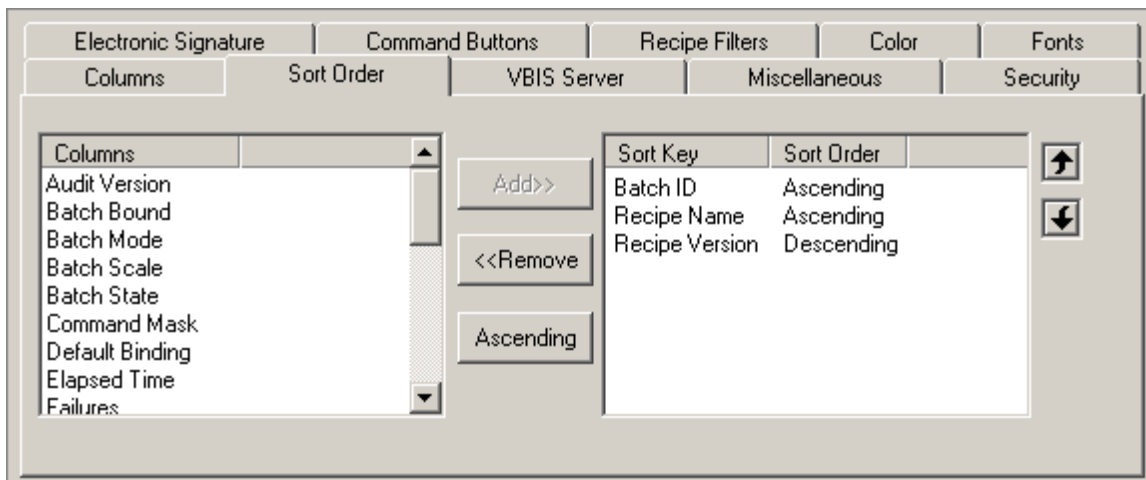 Electronic Signature Command Buttons Recipe Filters Color Fonts
Columns Sort Order VBIS Server Miscellaneous Security
Columns
Audit Version
Batch Bound
Batch Mode
Batch Scale
Batch State
Command Mask
Default Binding
Elapsed Time
Failures
Add>>
<<Remove
Ascending
Sort Key Sort Order
Batch ID Ascending
Recipe Name Ascending
Recipe Version Descending